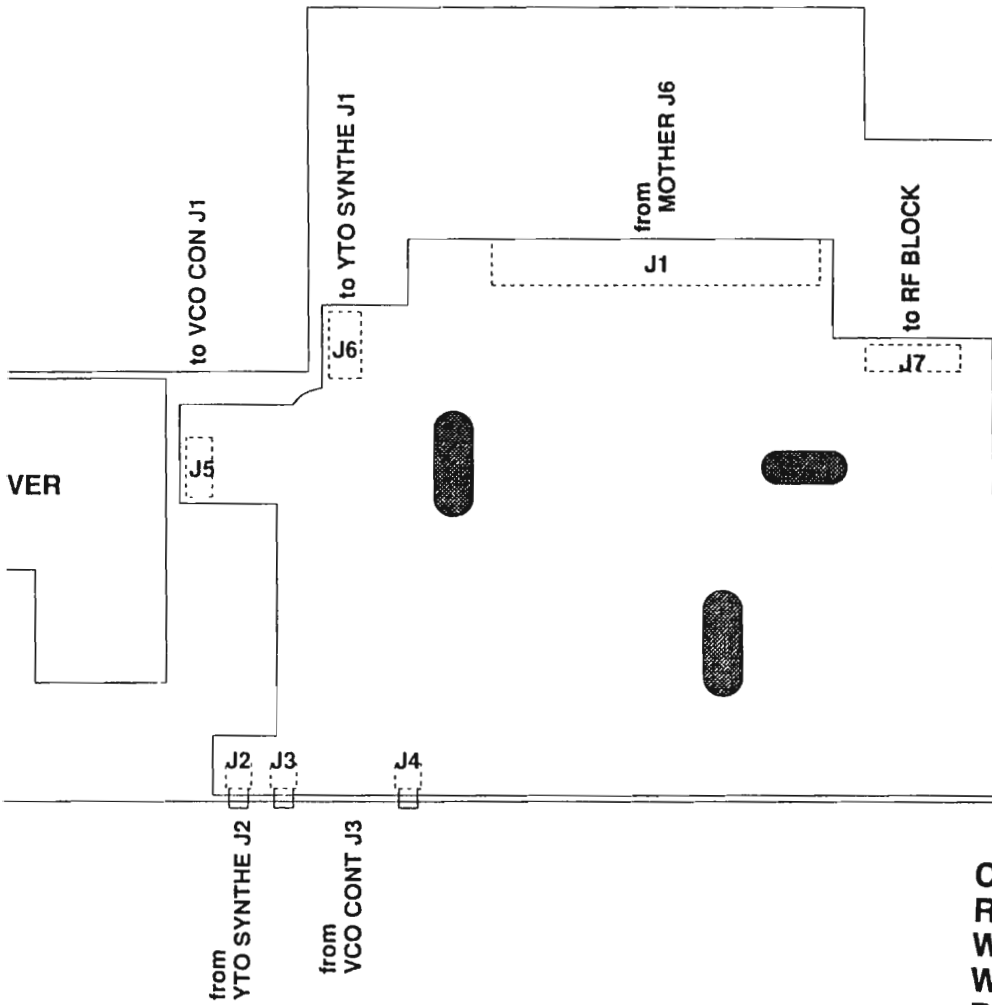 to VCO CON J1
to YTO SYNTHE J1
from
MOTHER J6
to RF BLOCK
J1
J6
J7
J5
VER
J2
J3
J4
from
YTO SYNTHE J2
from
VCO CONT J3
C
R
W
W